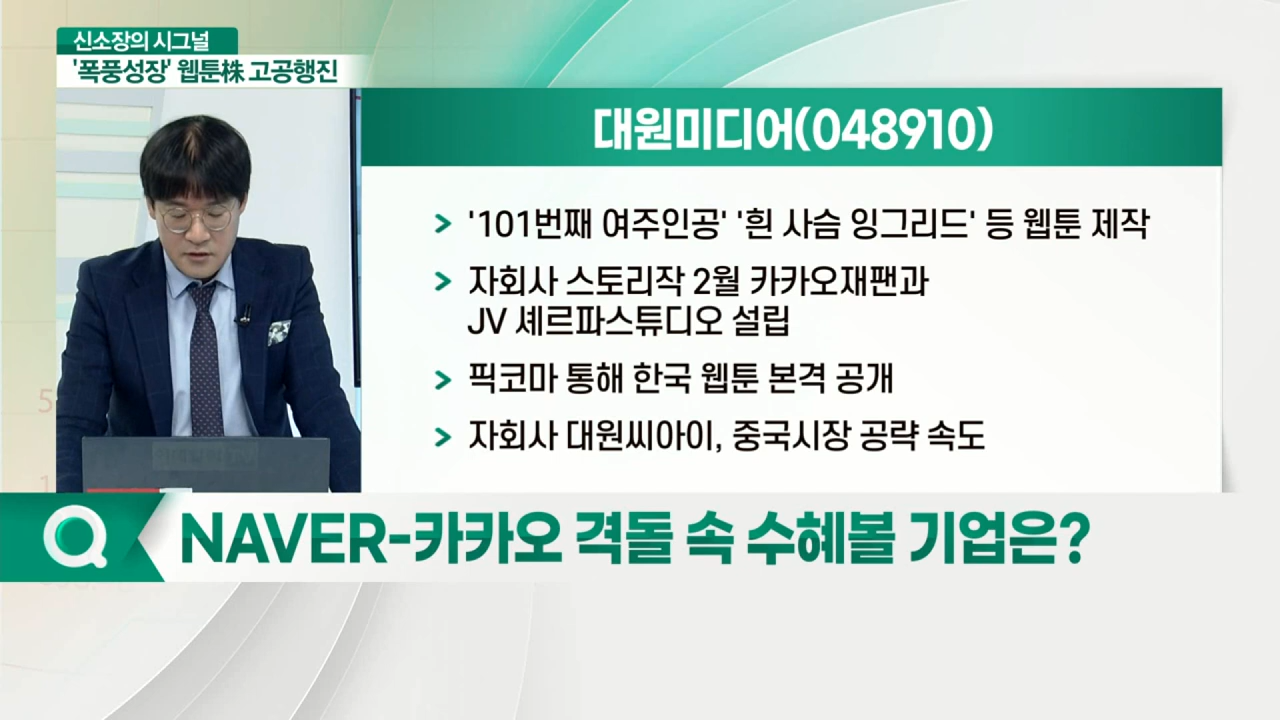 신소장의 시그널
'폭풍성장' 웹툰株 고공행진
대원미디어(048910)
> '101번째 여주인공' '흰 사슴 잉그리드' 등 웹툰 제작
> 자회사 스토리작 2월 카카오재팬과
JV 셰르파스튜디오 설립
> 픽코마 통해 한국 웹툰 본격 공개
> 자회사 대원씨아이, 중국시장 공략 속도
NAVER-카카오 격돌 속 수혜볼 기업은?